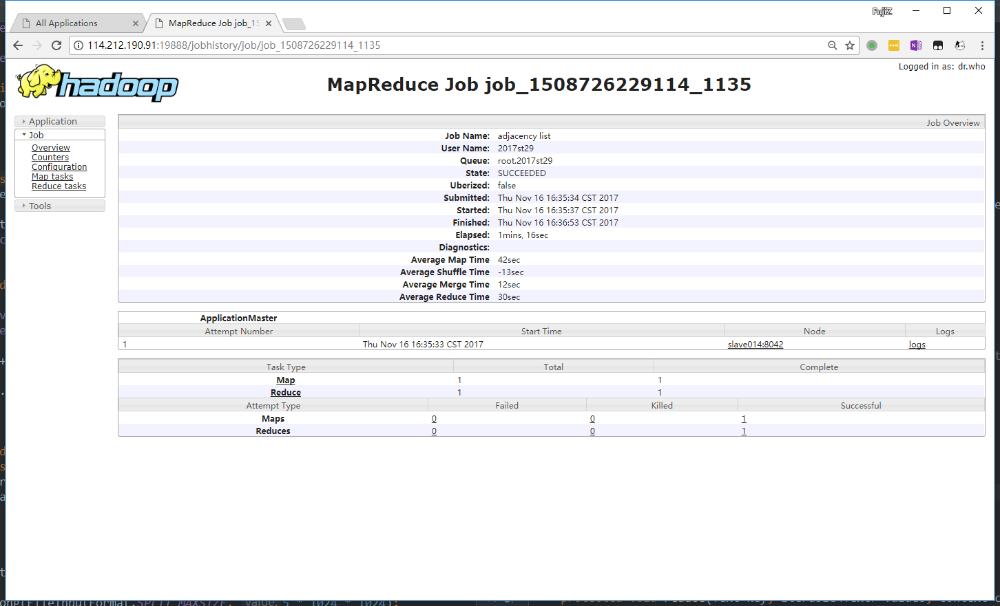 FujiZ
All Applications
MapReduce Job job_15
114.212.190.91:19888/jobhistory/job/job_1508726229114_1135
Logged in as: dr.who
hadoop
MapReduce Job job_1508726229114_1135
Application
Job
Overview
Counters
Configuration
Map tasks
Reduce tasks
Tools
Job Overview
Job Name: adjacency list
User Name: 2017st29
Queue: root.2017st29
State: SUCCEEDED
Uberized: false
Submitted: Thu Nov 16 16:35:34 CST 2017
Started: Thu Nov 16 16:35:37 CST 2017
Finished: Thu Nov 16 16:36:53 CST 2017
Elapsed: 1mins, 16sec
Diagnostics:
Average Map Time 42sec
Average Shuffle Time -13sec
Average Merge Time 12sec
Average Reduce Time 30sec
ApplicationMaster
Attempt Number Start Time Node Logs
1 Thu Nov 16 16:35:33 CST 2017 slave014:8042 logs
Task Type Total Complete
Map 1 1
Reduce 1 1
Attempt Type Failed Killed Successful
Maps 0 0 1
Reduces 0 0 1